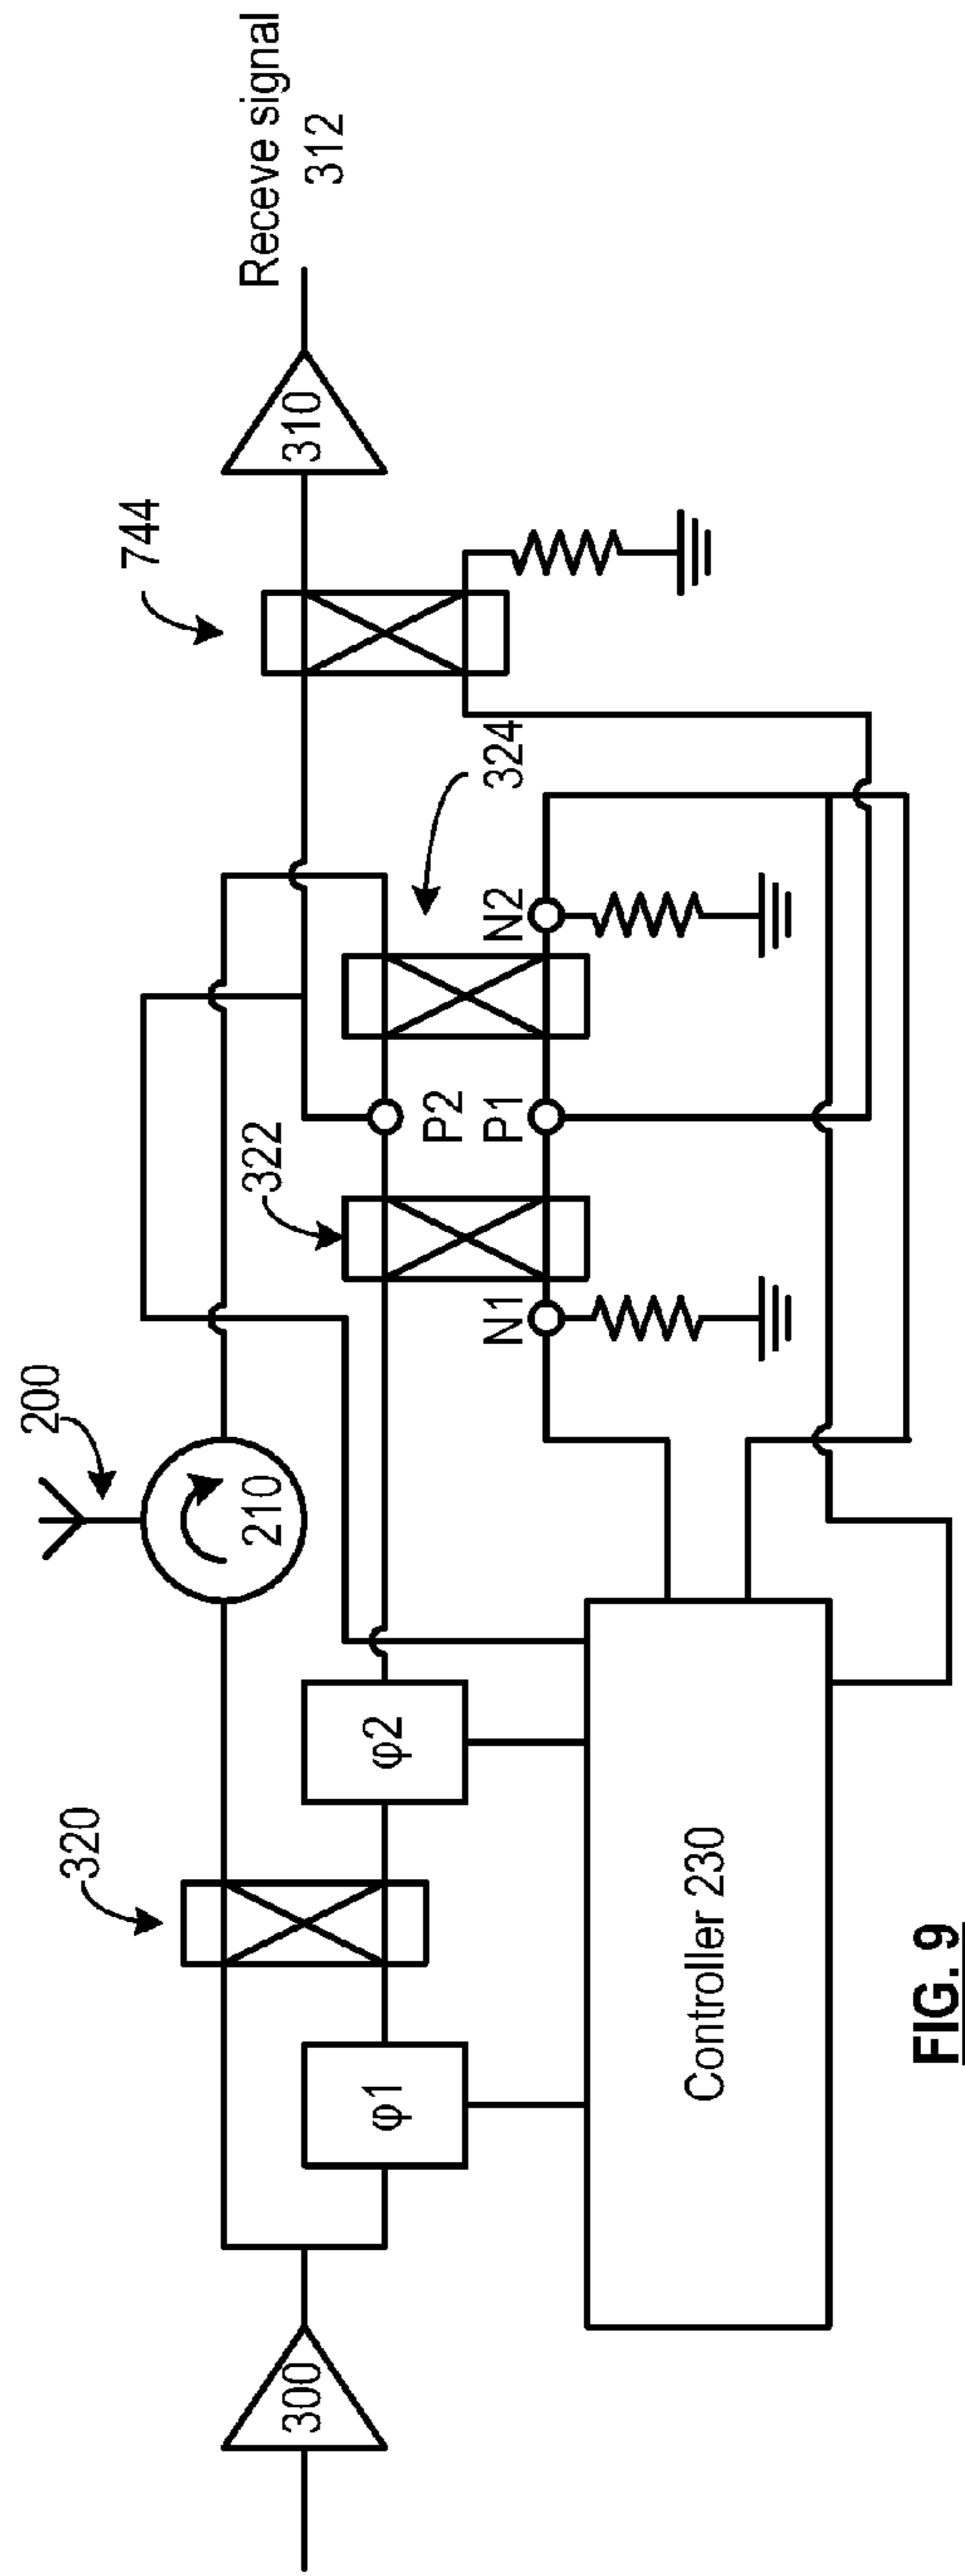 200
Receve signal
312
320
210
744
310
322
324
300
φ1
φ2
P2
N1
P1
N2
Controller 230
FIG. 9